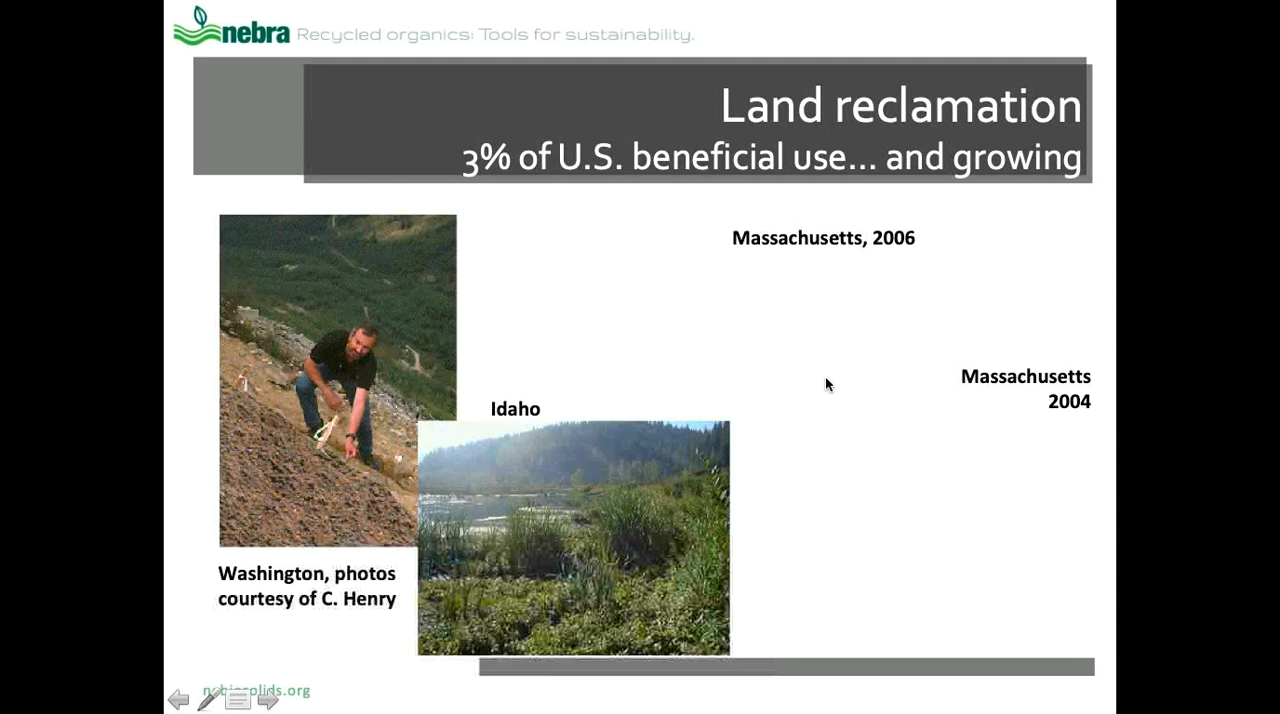 nebra Recycled organics: Tools for sustainability.
Land reclamation
3% of U.S. beneficial use... and growing
Massachusetts, 2006
Massachusetts
2004
Idaho
Washington, photos
courtesy of C. Henry
nebiosolids.org